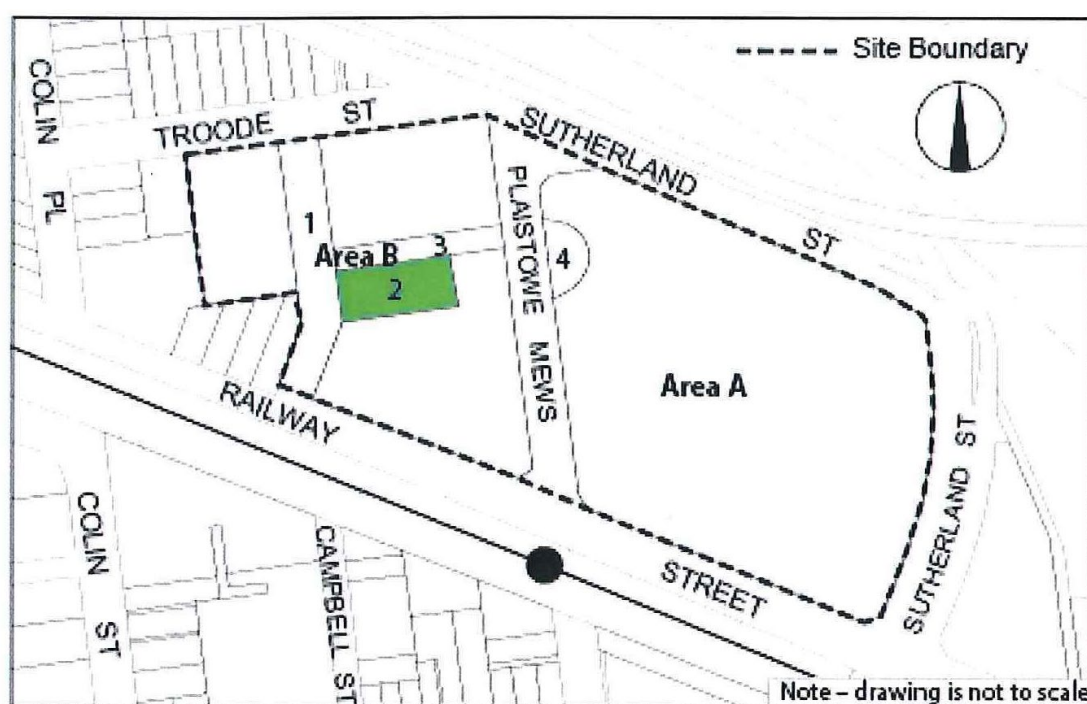 Site Boundary
COLIN PL
TROODE ST
SUTHERLAND ST
PLAISTOWE MEWS
1
Area B
3
2
4
Area A
RAILWAY STREET
SUTHERLAND ST
COLIN ST
CAMPBELL ST
Note – drawing is not to scale